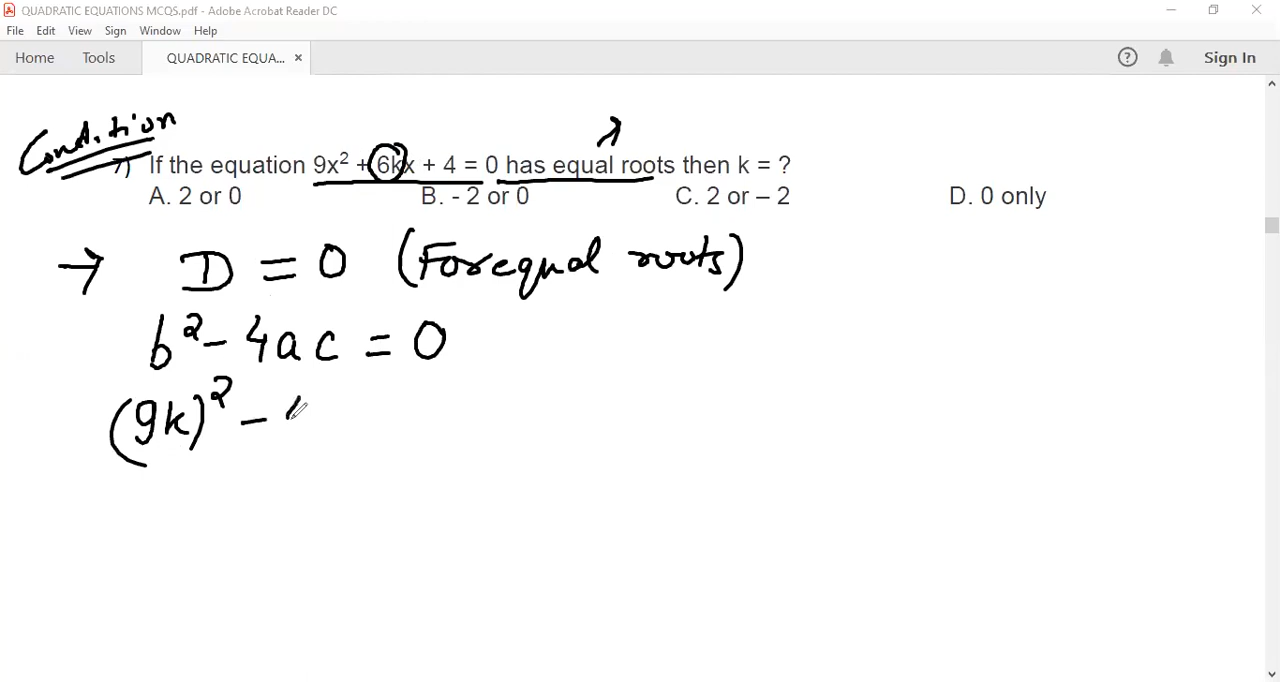 QUADRATIC EQUATIONS MCQS.pdf - Adobe Acrobat Reader DC
File Edit View Sign Window Help
Home Tools QUADRATIC EQUA... × Sign In
Condition
7) If the equation 9x² + 6kx + 4 = 0 has equal roots then k = ?
A. 2 or 0 B. - 2 or 0 C. 2 or – 2 D. 0 only
→ D = 0 (For equal roots)
b² - 4ac = 0
(9k)² -